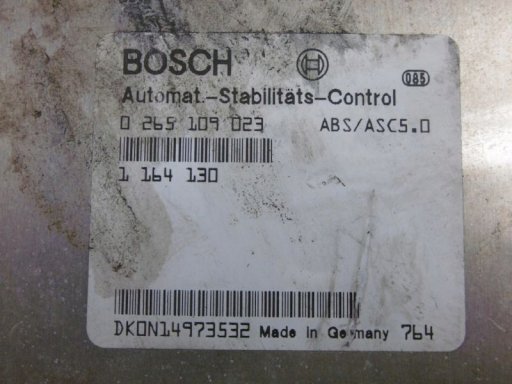 BOSCH
085
Automat.-Stabilitäts-Control
0 265 109 023 ABS/ASC5.0
1 164 130
DKON14973532 Made in Germany 764